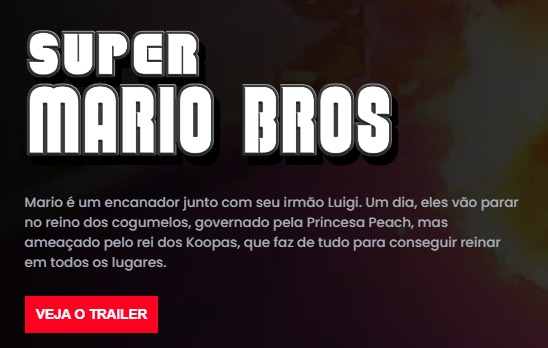 SUPER
MARIO BROS
Mario é um encanador junto com seu irmão Luigi. Um dia, eles vão parar
no reino dos cogumelos, governado pela Princesa Peach, mas
ameaçado pelo rei dos Koopas, que faz de tudo para conseguir reinar
em todos os lugares.
VEJA O TRAILER